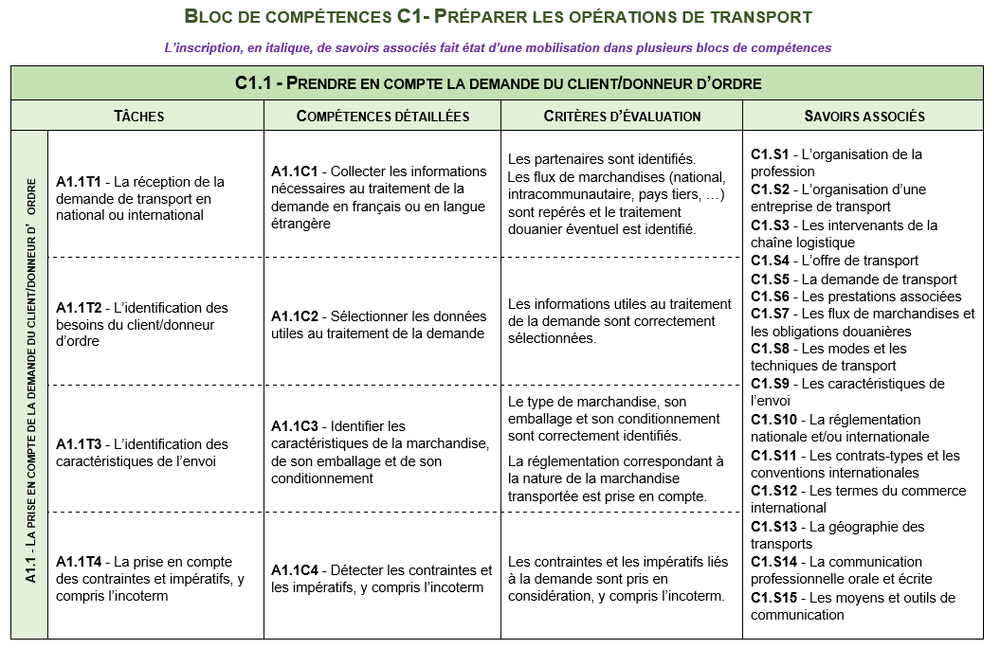 BLOC DE COMPÉTENCES C1- PRÉPARER LES OPÉRATIONS DE TRANSPORT
L'inscription, en italique, de savoirs associés fait état d'une mobilisation dans plusieurs blocs de compétences
C1.1 - PRENDRE EN COMPTE LA DEMANDE DU CLIENT/DONNEUR D'ORDRE
TÂCHES
COMPÉTENCES DÉTAILLÉES
CRITÈRES D'ÉVALUATION
SAVOIRS ASSOCIÉS
A1.1 - LA PRISE EN COMPTE DE LA DEMANDE DU CLIENT/DONNEUR D' ORDRE
A1.1T1 - La réception de la
demande de transport en
national ou international
A1.1C1 - Collecter les informations
nécessaires au traitement de la
demande en français ou en langue
étrangère
Les partenaires sont identifiés.
Les flux de marchandises (national,
intracommunautaire, pays tiers, …)
sont repérés et le traitement
douanier éventuel est identifié.
A1.1T2 - L'identification des
besoins du client/donneur
d'ordre
A1.1C2 - Sélectionner les données
utiles au traitement de la demande
Les informations utiles au traitement
de la demande sont correctement
sélectionnées.
A1.1T3 - L'identification des
caractéristiques de l'envoi
A1.1C3 - Identifier les
caractéristiques de la marchandise,
de son emballage et de son
conditionnement
Le type de marchandise, son
emballage et son conditionnement
sont correctement identifiés.
La réglementation correspondant à
la nature de la marchandise
transportée est prise en compte.
A1.1T4 - La prise en compte
des contraintes et impératifs, y
compris l'incoterm
A1.1C4 - Détecter les contraintes et
les impératifs, y compris l'incoterm
Les contraintes et les impératifs liés
à la demande sont pris en
considération, y compris l'incoterm.
C1.S1 - L'organisation de la
profession
C1.S2 - L'organisation d'une
entreprise de transport
C1.S3 - Les intervenants de la
chaîne logistique
C1.S4 - L'offre de transport
C1.S5 - La demande de transport
C1.S6 - Les prestations associées
C1.S7 - Les flux de marchandises et
les obligations douanières
C1.S8 - Les modes et les
techniques de transport
C1.S9 - Les caractéristiques de
l'envoi
C1.S10 - La réglementation
nationale et/ou internationale
C1.S11 - Les contrats-types et les
conventions internationales
C1.S12 - Les termes du commerce
international
C1.S13 - La géographie des
transports
C1.S14 - La communication
professionnelle orale et écrite
C1.S15 - Les moyens et outils de
communication